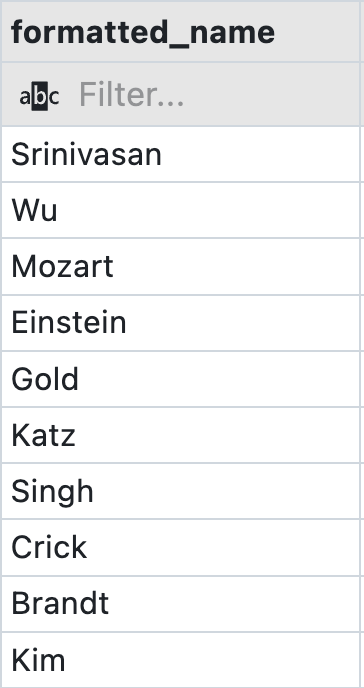 formatted_name
abc Filter...
Srinivasan
Wu
Mozart
Einstein
Gold
Katz
Singh
Crick
Brandt
Kim